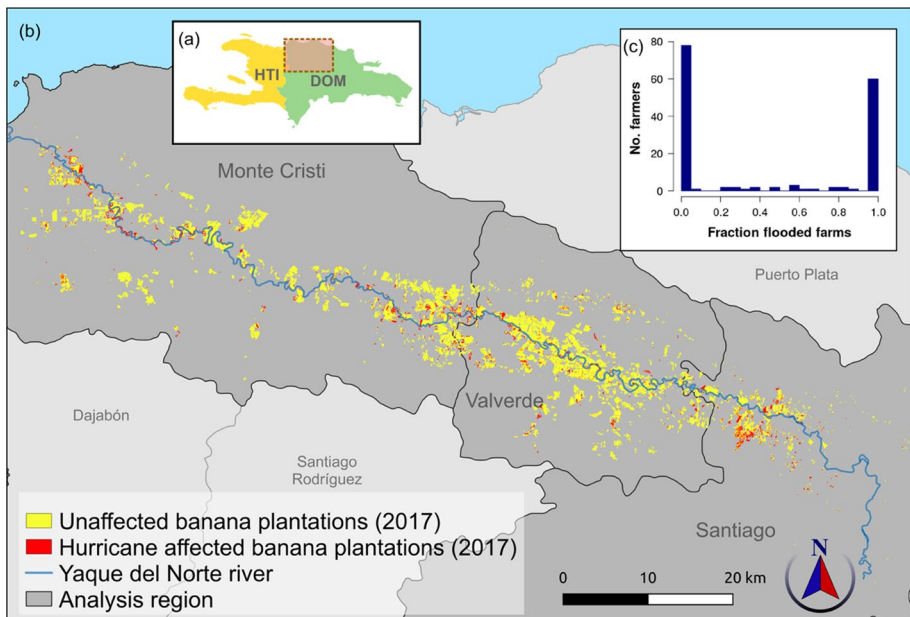 (b)
(a)
HTI
DOM
(c)
80
60
40
20
0
No. farmers
0.0 0.2 0.4 0.6 0.8 1.0
Fraction flooded farms
Monte Cristi
Puerto Plata
Dajabón
Valverde
Santiago
Rodríguez
Santiago
Unaffected banana plantations (2017)
Hurricane affected banana plantations (2017)
Yaque del Norte river
Analysis region
0 10 20 km
N